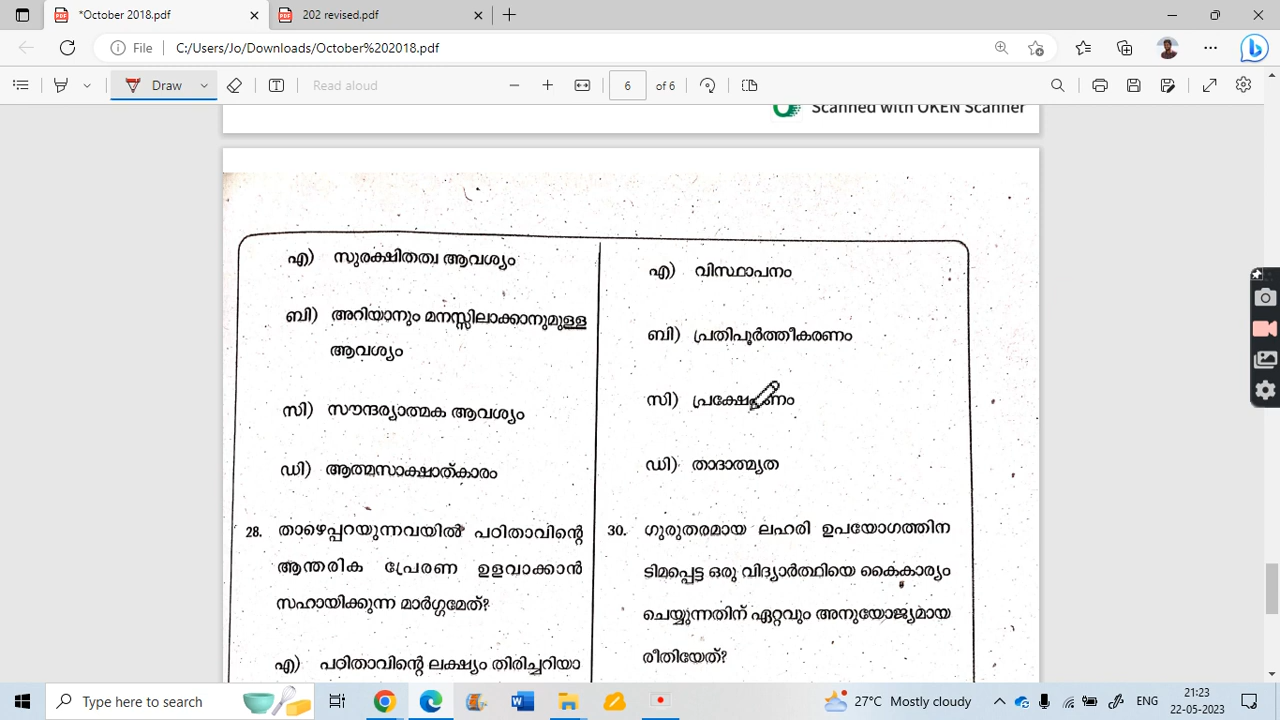 *October 2018.pdf
202 revised.pdf
File
C:/Users/Jo/Downloads/October%202018.pdf
Draw
Read aloud
6
of 6
Scanned with OKEN Scanner
എ) സുരക്ഷിതത്വ ആവശ്യം
ബി) അറിയാനും മനസ്സിലാക്കാനുമുള്ള
ആവശ്യം
സി) സൗന്ദര്യാത്മക ആവശ്യം
ഡി) ആത്മസാക്ഷാത്കാരം
28. താഴെപ്പറയുന്നവയിൽ പഠിതാവിന്റെ
ആന്തരിക പ്രേരണ ഉളവാക്കാൻ
സഹായിക്കുന്ന മാർഗ്ഗമേത്?
എ) പഠിതാവിന്റെ ലക്ഷ്യം തിരിച്ചറിയാ
എ) വിസ്ഥാപനം
ബി) പ്രതിപൂർത്തീകരണം
സി)
ഡി) താദാത്മ്യത
30. ഗുരുതരമായ ലഹരി ഉപയോഗത്തിന
ടിമപ്പെട്ട ഒരു വിദ്യാർത്ഥിയെ കൈകാര്യം
ചെയ്യുന്നതിന് ഏറ്റവും അനുയോജ്യമായ
രീതിയേത്?
Type here to search
27°C Mostly cloudy
ENG
21:23
22-05-2023